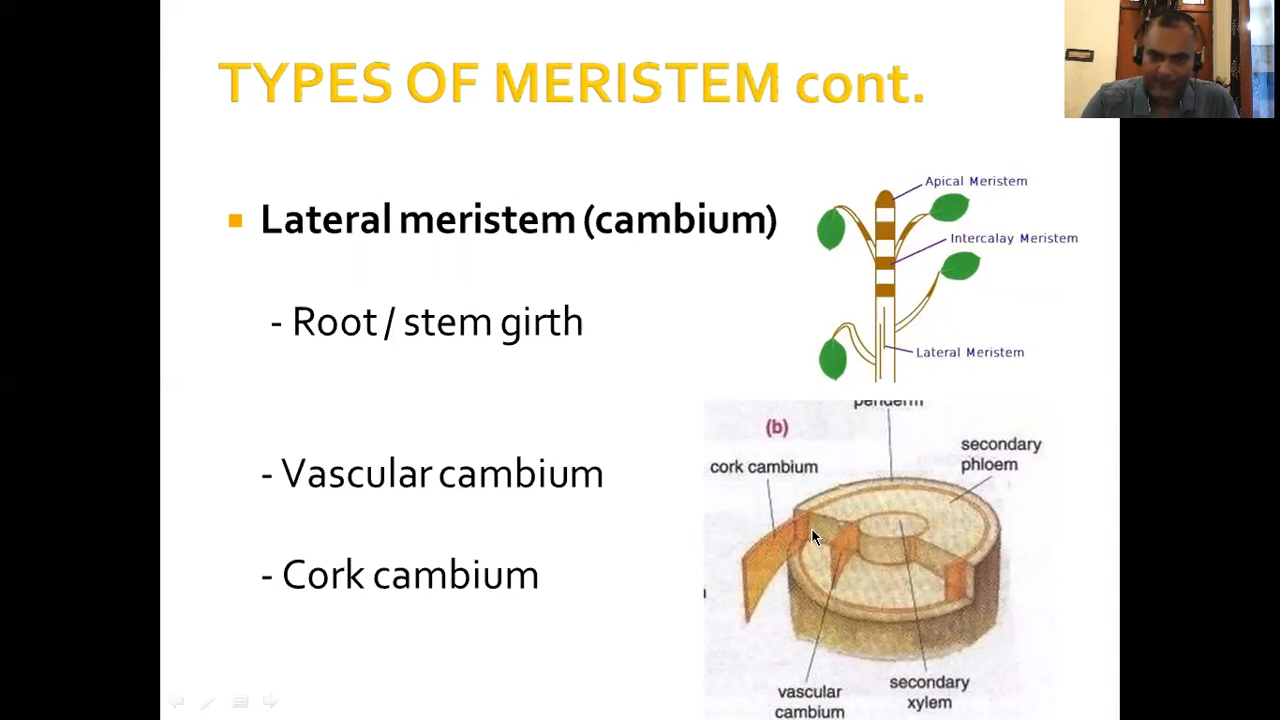 TYPES OF MERISTEM cont.
Lateral meristem (cambium)
- Root / stem girth
- Vascular cambium
- Cork cambium
Apical Meristem
Intercalay Meristem
Lateral Meristem
periderm
(b)
secondary
phloem
cork cambium
vascular
cambium
secondary
xylem